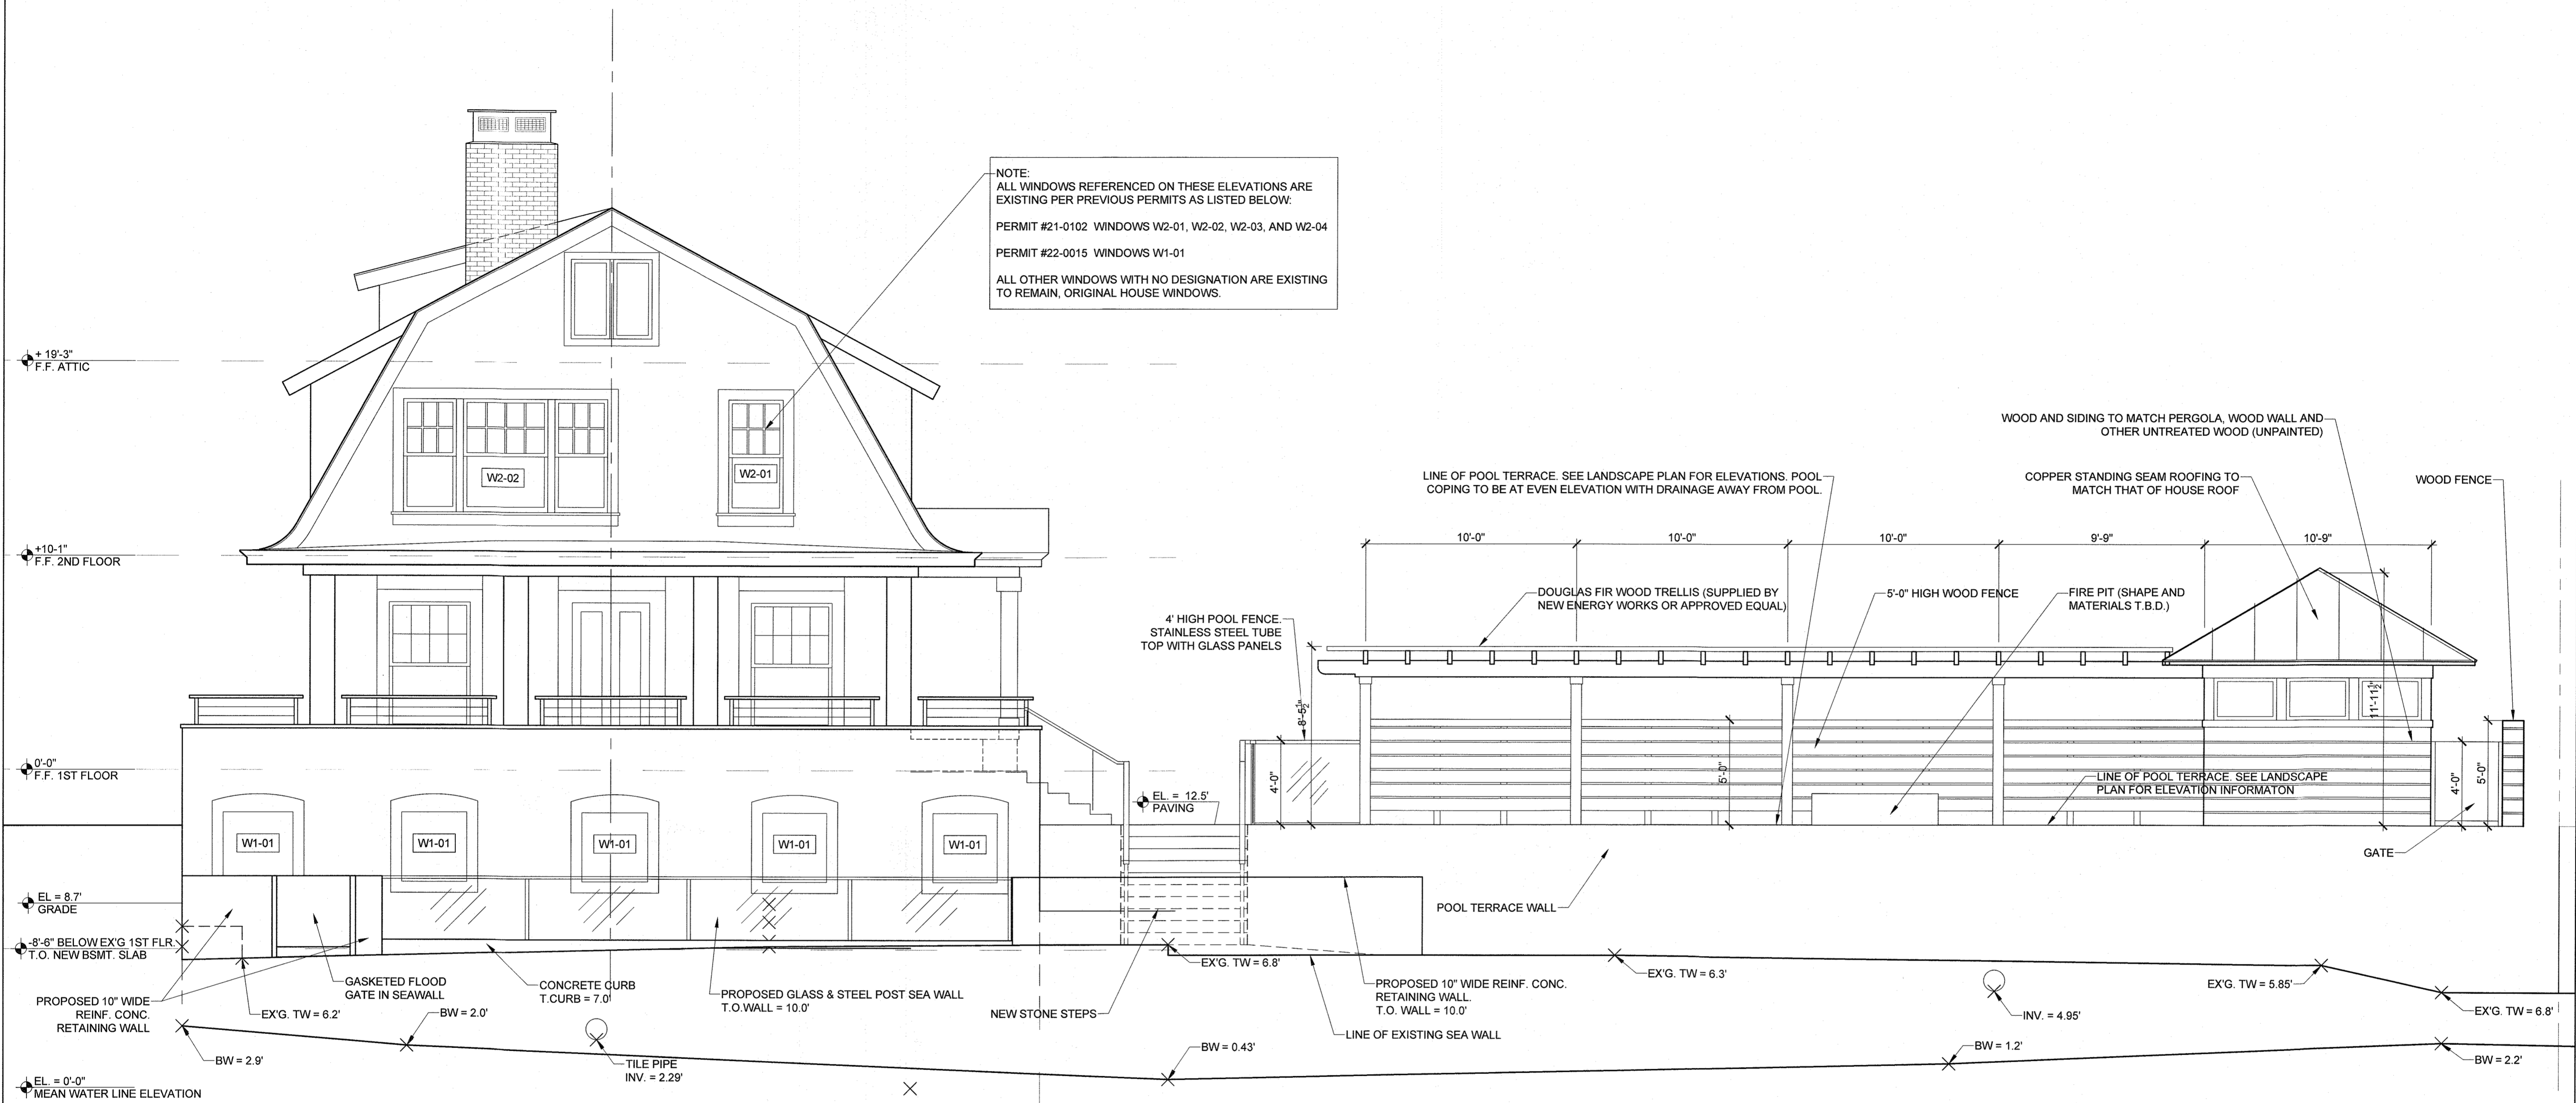 NOTE:
ALL WINDOWS REFERENCED ON THESE ELEVATIONS ARE
EXISTING PER PREVIOUS PERMITS AS LISTED BELOW:
PERMIT #21-0102 WINDOWS W2-01, W2-02, W2-03, AND W2-04
PERMIT #22-0015 WINDOWS W1-01
ALL OTHER WINDOWS WITH NO DESIGNATION ARE EXISTING
TO REMAIN, ORIGINAL HOUSE WINDOWS.
+ 19'-3"
F.F. ATTIC
W2-02
W2-01
+10-1"
F.F. 2ND FLOOR
0'-0"
F.F. 1ST FLOOR
W1-01
W1-01
W1-01
W1-01
W1-01
EL = 8.7'
GRADE
-8'-6" BELOW EX'G 1ST FLR.
T.O. NEW BSMT. SLAB
PROPOSED 10" WIDE
REINF. CONC.
RETAINING WALL
GASKETED FLOOD
GATE IN SEAWALL
EX'G. TW = 6.2'
CONCRETE CURB
T.CURB = 7.0'
PROPOSED GLASS & STEEL POST SEA WALL
T.O.WALL = 10.0'
NEW STONE STEPS
BW = 2.9'
BW = 2.0'
TILE PIPE
INV. = 2.29'
EL. = 0'-0"
MEAN WATER LINE ELEVATION
EL. = 12.5'
PAVING
4' HIGH POOL FENCE.
STAINLESS STEEL TUBE
TOP WITH GLASS PANELS
LINE OF POOL TERRACE. SEE LANDSCAPE PLAN FOR ELEVATIONS. POOL
COPING TO BE AT EVEN ELEVATION WITH DRAINAGE AWAY FROM POOL.
WOOD AND SIDING TO MATCH PERGOLA, WOOD WALL AND
OTHER UNTREATED WOOD (UNPAINTED)
COPPER STANDING SEAM ROOFING TO
MATCH THAT OF HOUSE ROOF
WOOD FENCE
10'-0"
10'-0"
10'-0"
9'-9"
10'-9"
DOUGLAS FIR WOOD TRELLIS (SUPPLIED BY
NEW ENERGY WORKS OR APPROVED EQUAL)
5'-0" HIGH WOOD FENCE
FIRE PIT (SHAPE AND
MATERIALS T.B.D.)
4'-0"
8'-5½"
5'-0"
11'-11½"
4'-0"
5'-0"
LINE OF POOL TERRACE. SEE LANDSCAPE
PLAN FOR ELEVATION INFORMATON
GATE
POOL TERRACE WALL
EX'G. TW = 6.8'
PROPOSED 10" WIDE REINF. CONC.
RETAINING WALL.
T.O. WALL = 10.0'
LINE OF EXISTING SEA WALL
EX'G. TW = 6.3'
EX'G. TW = 5.85'
EX'G. TW = 6.8'
INV. = 4.95'
BW = 0.43'
BW = 1.2'
BW = 2.2'